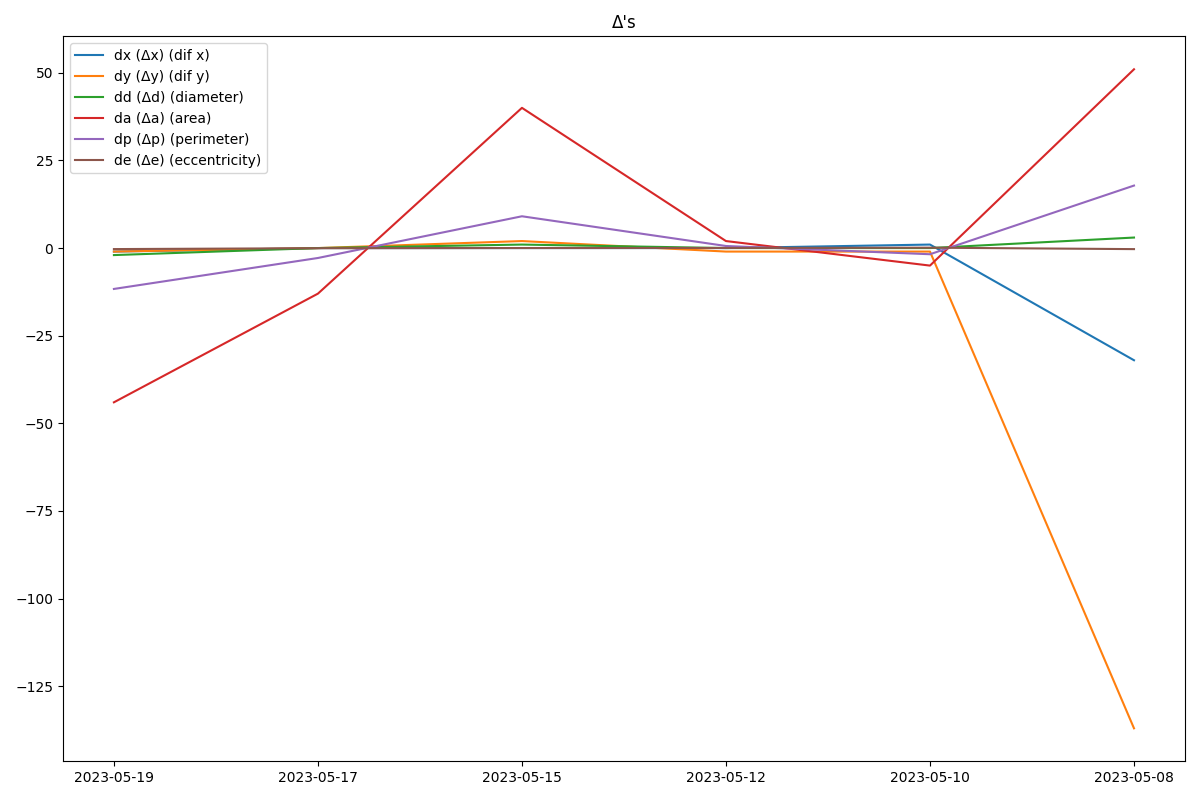 Δ's
dx (Δx) (dif x)
dy (Δy) (dif y)
dd (Δd) (diameter)
da (Δa) (area)
dp (Δp) (perimeter)
de (Δe) (eccentricity)
50
25
0
−25
−50
−75
−100
−125
2023-05-19 2023-05-17 2023-05-15 2023-05-12 2023-05-10 2023-05-08